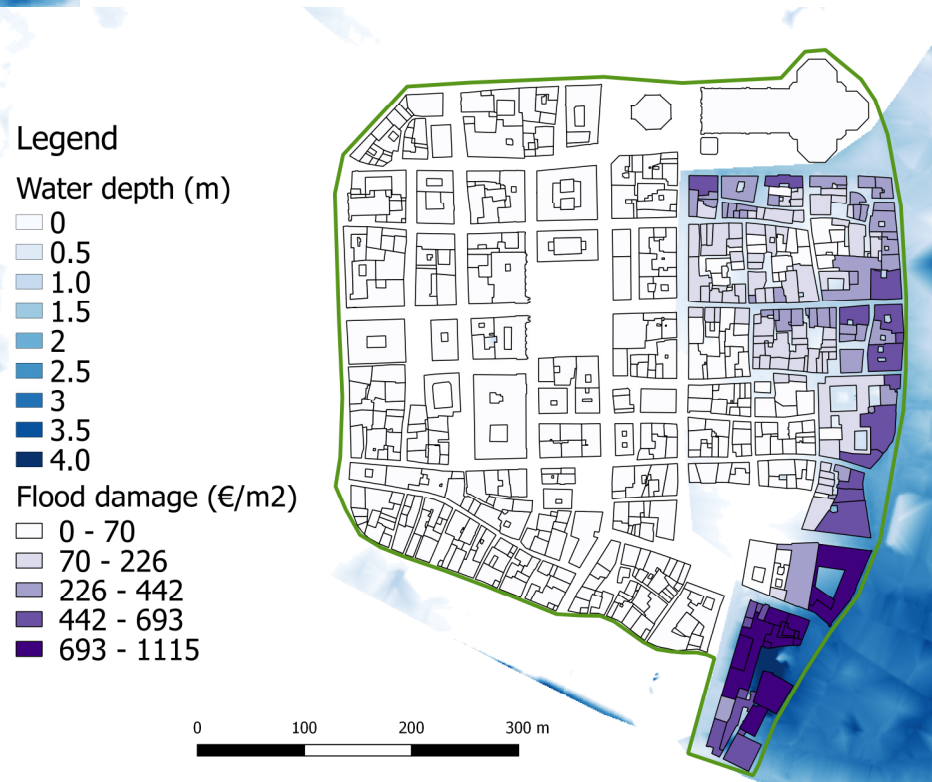 Legend
Water depth (m)
0
0.5
1.0
1.5
2
2.5
3
3.5
4.0
Flood damage (€/m2)
0 - 70
70 - 226
226 - 442
442 - 693
693 - 1115
0 100 200 300 m